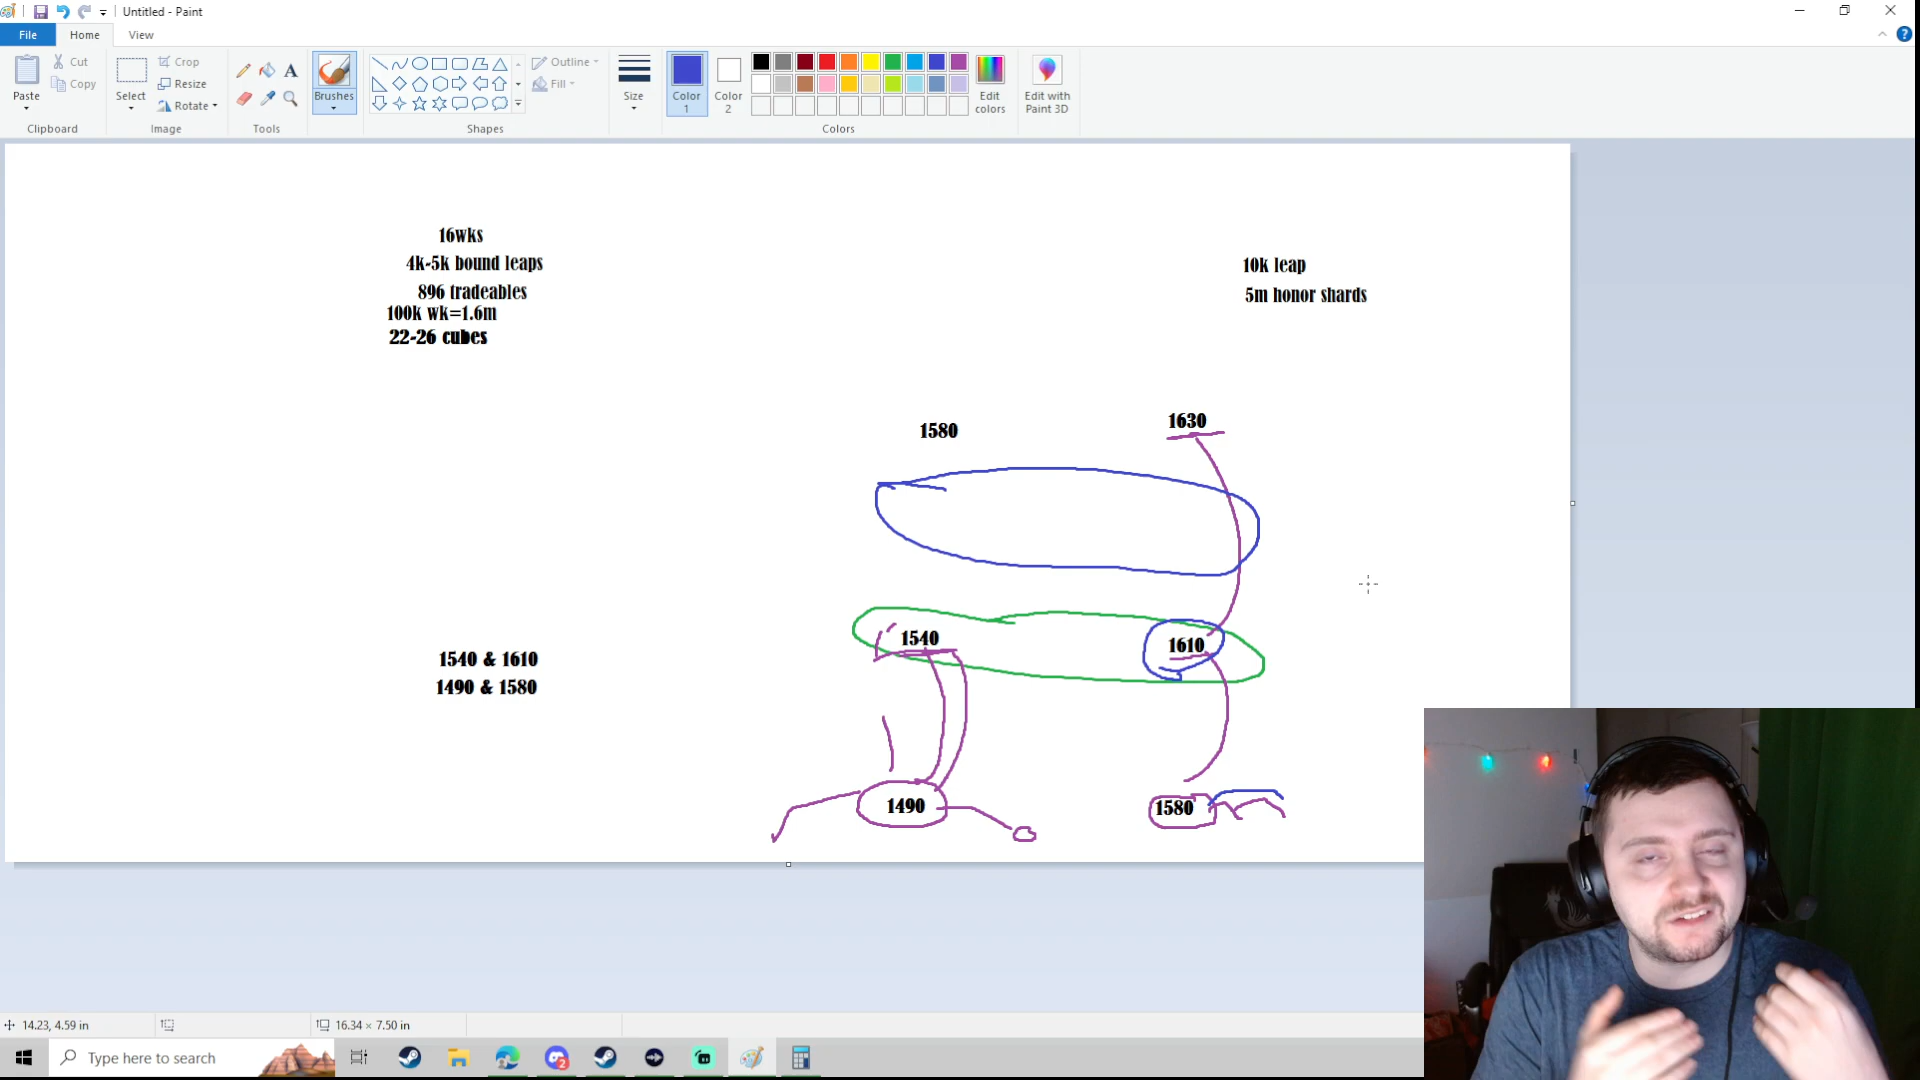 Untitled - Paint
File
Home
View
Paste
Cut
Copy
Clipboard
Select
Crop
Resize
Rotate
Image
A
Tools
Brushes
Outline
Fill
Shapes
Size
Color 1
Color 2
Edit colors
Colors
Edit with Paint 3D
?
16wks
4k-5k bound leaps
896 tradeables
100k wk=1.6m
22-26 cubes
10k leap
5m honor shards
1580
1630
1540
1610
1540 & 1610
1490 & 1580
1490
1580
14.23, 4.59 in
16.34 × 7.50 in
Type here to search
2